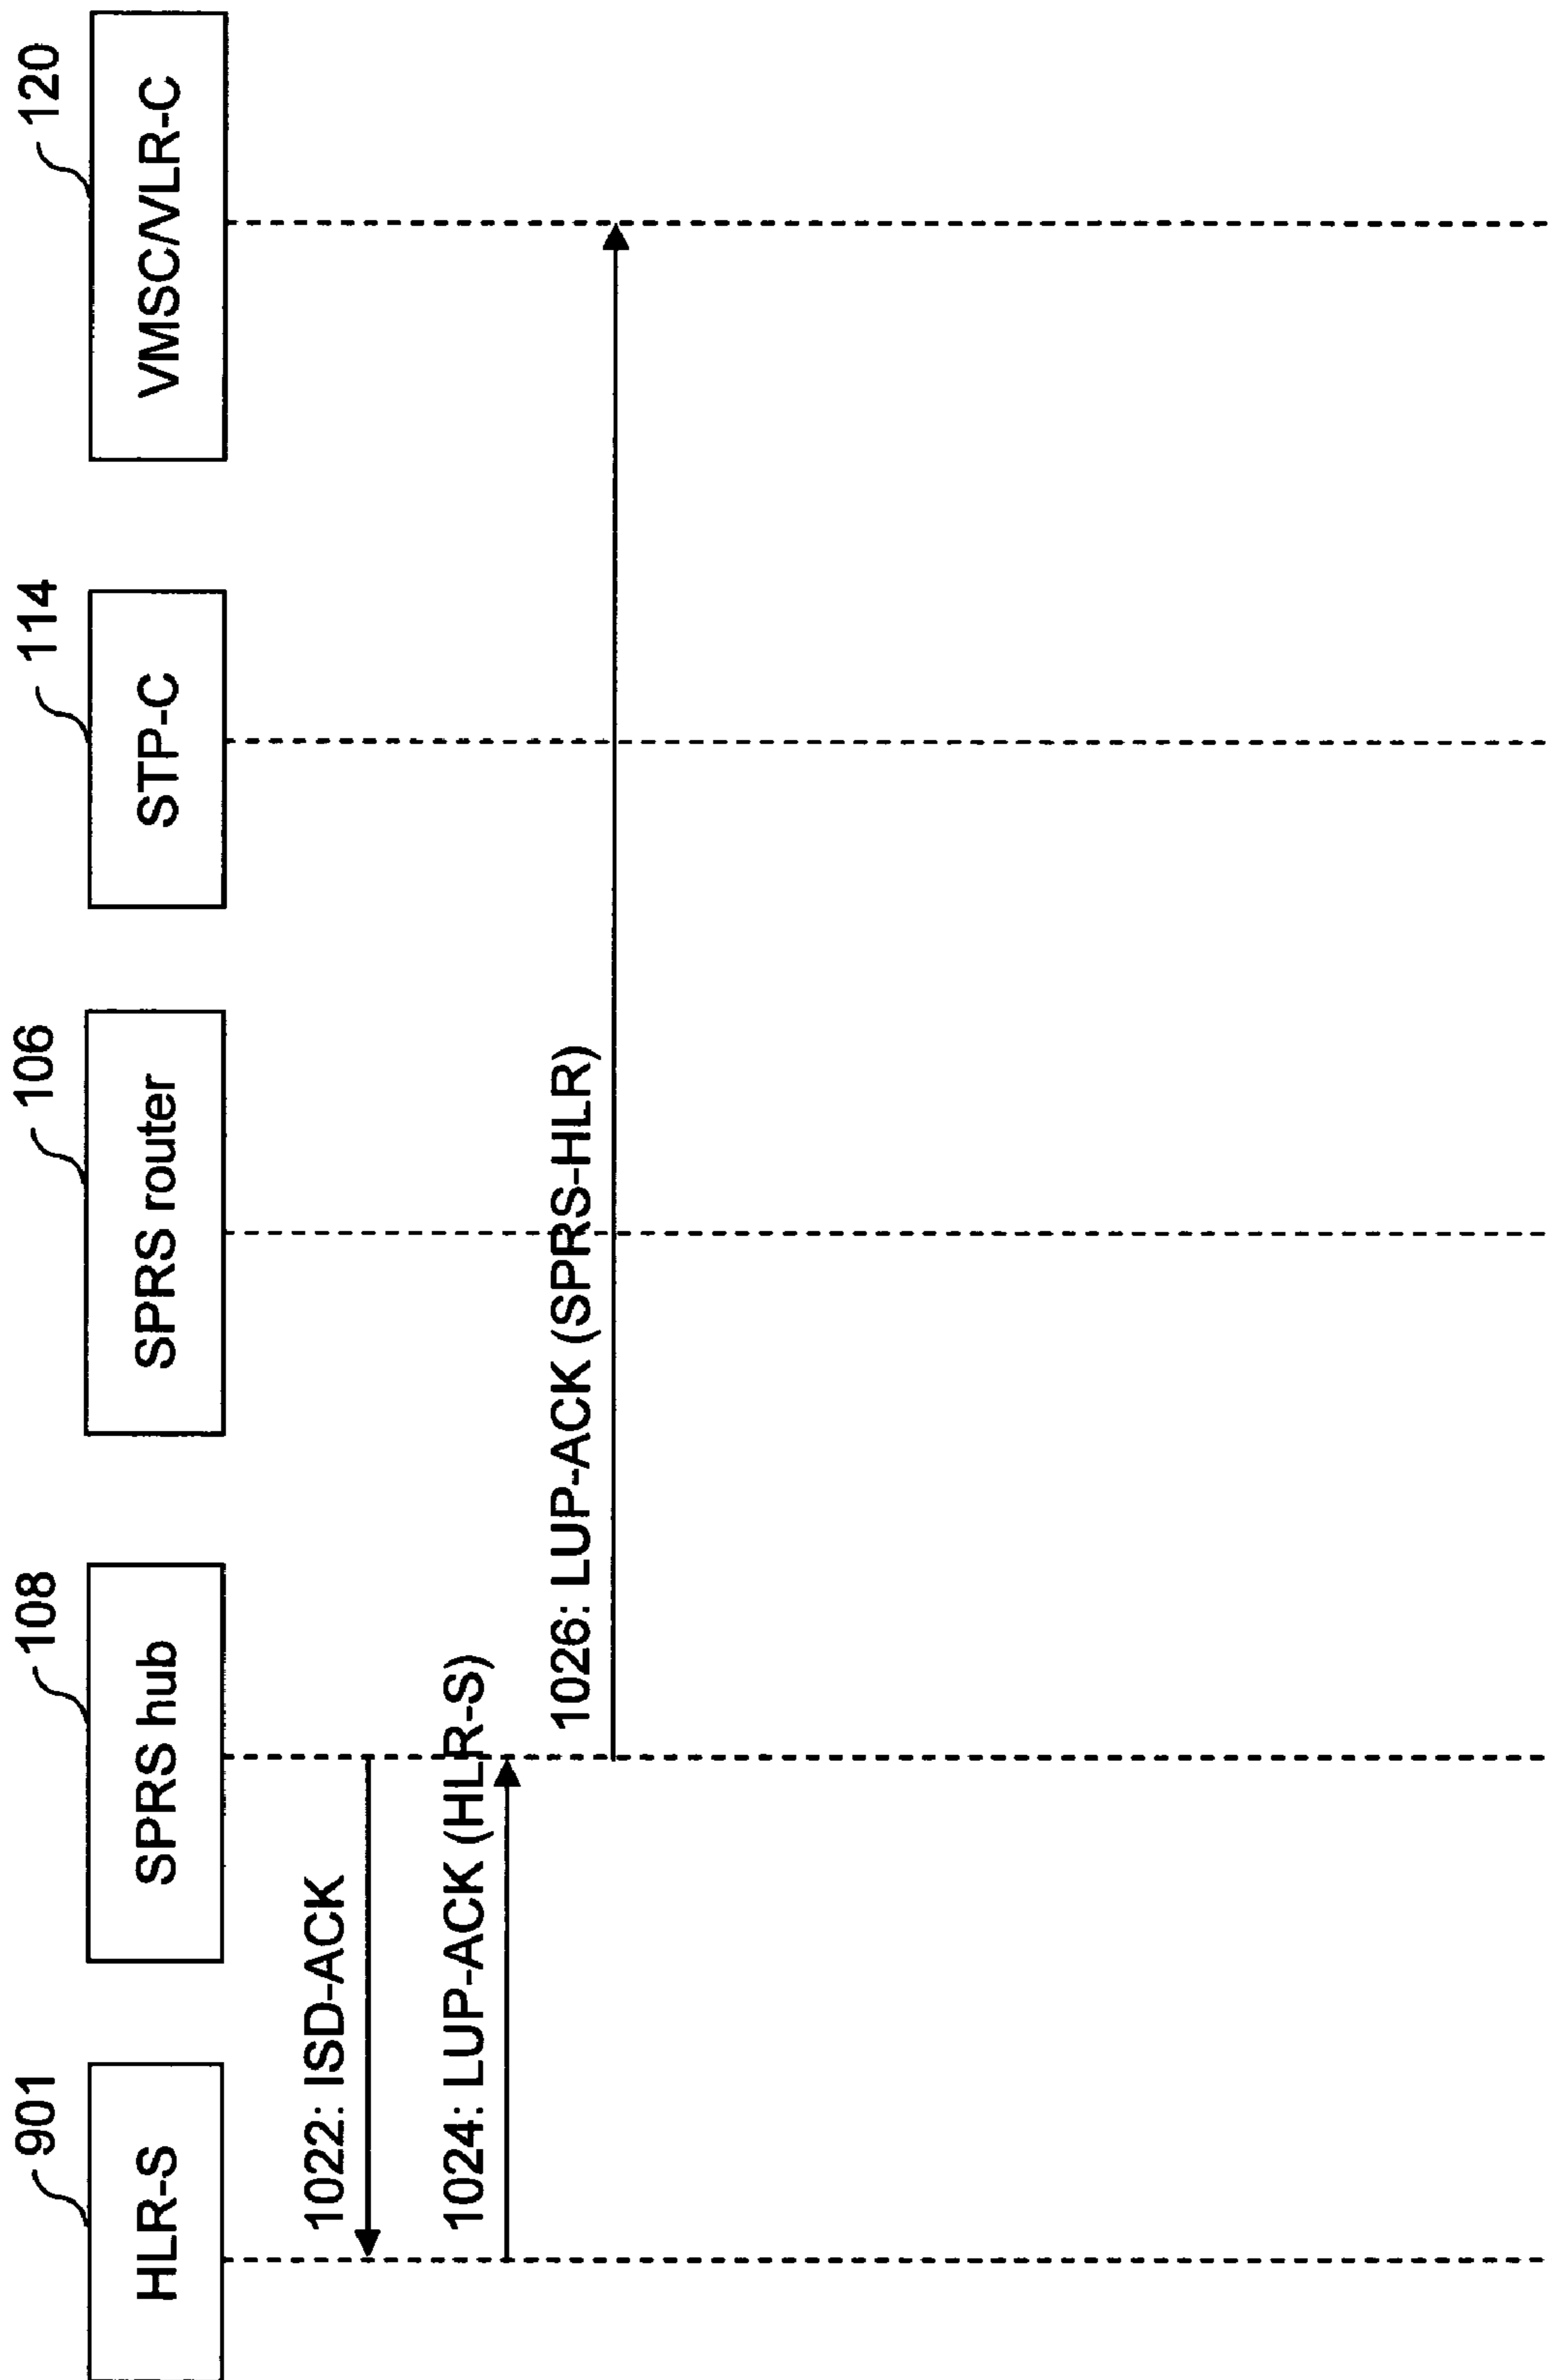 901
108
106
114
120
HLR-S
SPRS hub
SPRS router
STP-C
VMSC/VLR-C
1022: ISD-ACK
1024: LUP-ACK (HLR-S)
1026: LUP-ACK (SPRS-HLR)